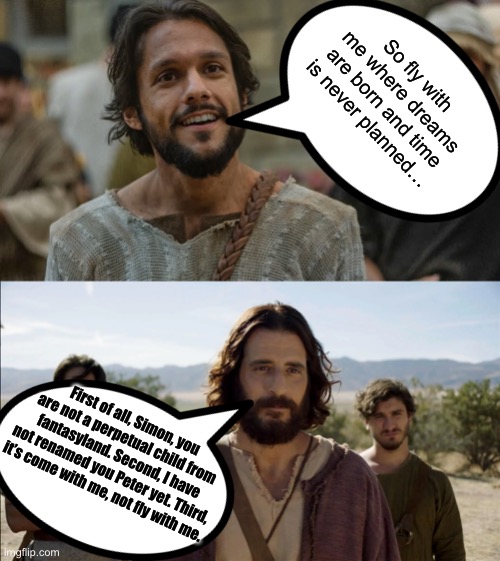 So fly with
me where dreams
are born and time
is never planned...
First of all, Simon, you
are not a perpetual child from
fantasyland. Second, I have
not renamed you Peter yet. Third,
it's come with me, not fly with me.
imgflip.com